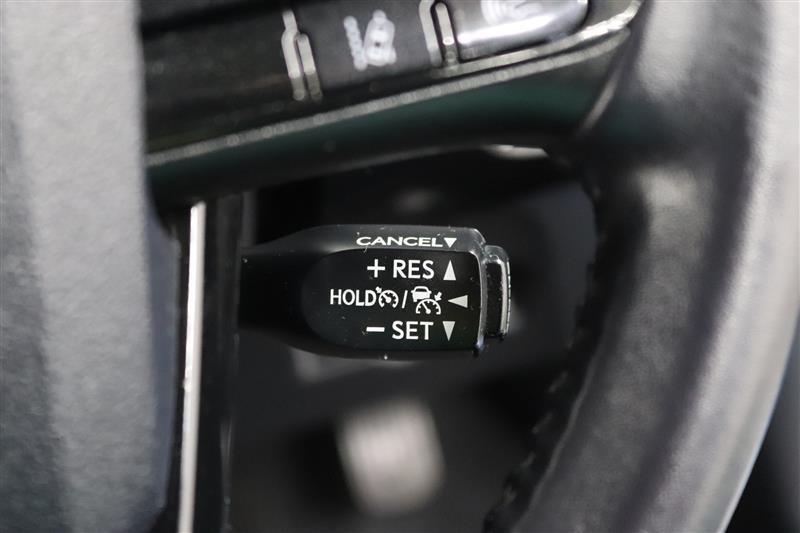 CANCEL▼
+ RES ▲
HOLD / ◀
− SET ▼